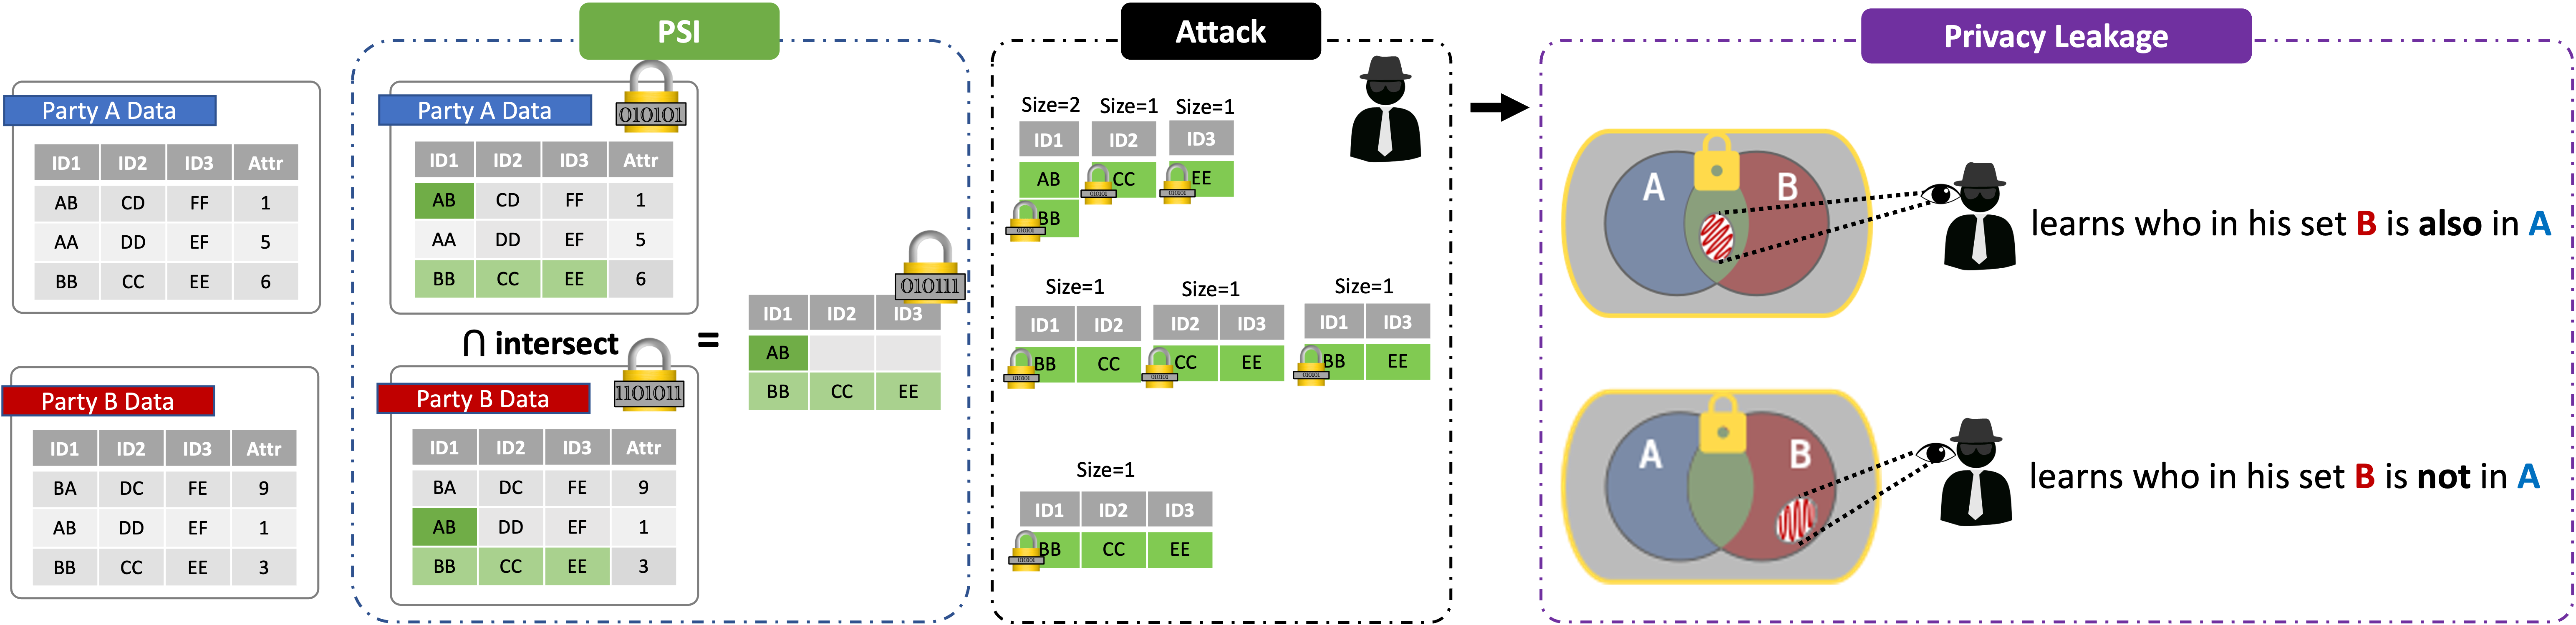 PSI
Attack
Privacy Leakage
Party A Data
ID1 ID2 ID3 Attr
AB CD FF 1
AA DD EF 5
BB CC EE 6
Party B Data
ID1 ID2 ID3 Attr
BA DC FE 9
AB DD EF 1
BB CC EE 3
Party A Data
010101
ID1 ID2 ID3 Attr
AB CD FF 1
AA DD EF 5
BB CC EE 6
∩ intersect
Party B Data
1101011
ID1 ID2 ID3 Attr
BA DC FE 9
AB DD EF 1
BB CC EE 3
=
010111
ID1 ID2 ID3
AB
BB CC EE
Size=2 Size=1 Size=1
ID1 ID2 ID3
AB CC EE
BB
Size=1 Size=1 Size=1
ID1 ID2 ID2 ID3 ID1 ID3
BB CC CC EE BB EE
Size=1
ID1 ID2 ID3
BB CC EE
A B
learns who in his set B is also in A
A B
learns who in his set B is not in A